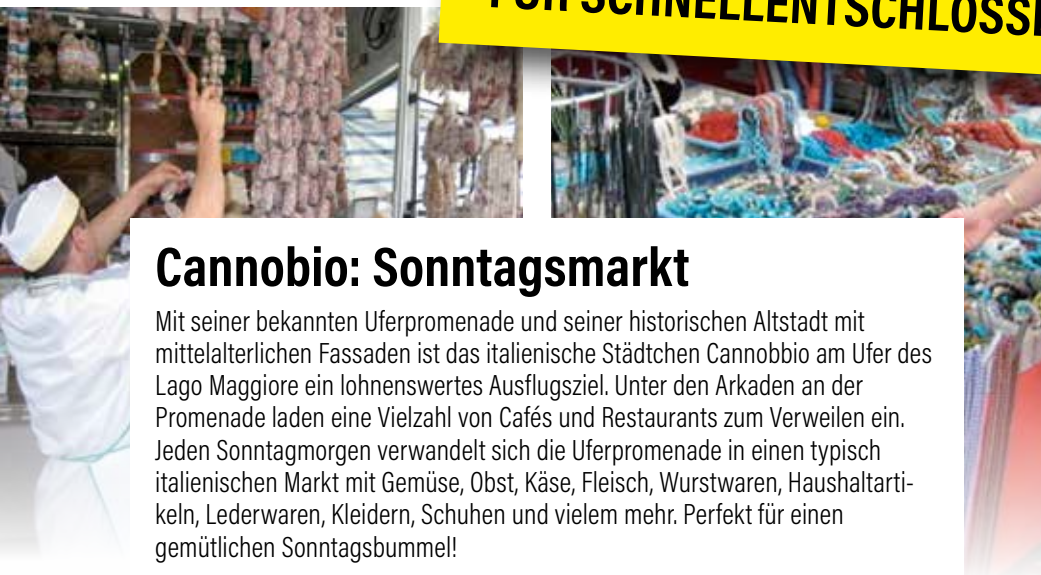 FÜR SCHNELLENTSCHLOSSE
Cannobio: Sonntagsmarkt
Mit seiner bekannten Uferpromenade und seiner historischen Altstadt mit
mittelalterlichen Fassaden ist das italienische Städtchen Cannobbio am Ufer des
Lago Maggiore ein lohnenswertes Ausflugsziel. Unter den Arkaden an der
Promenade laden eine Vielzahl von Cafés und Restaurants zum Verweilen ein.
Jeden Sonntagmorgen verwandelt sich die Uferpromenade in einen typisch
italienischen Markt mit Gemüse, Obst, Käse, Fleisch, Wurstwaren, Haushaltarti-
keln, Lederwaren, Kleidern, Schuhen und vielem mehr. Perfekt für einen
gemütlichen Sonntagsbummel!